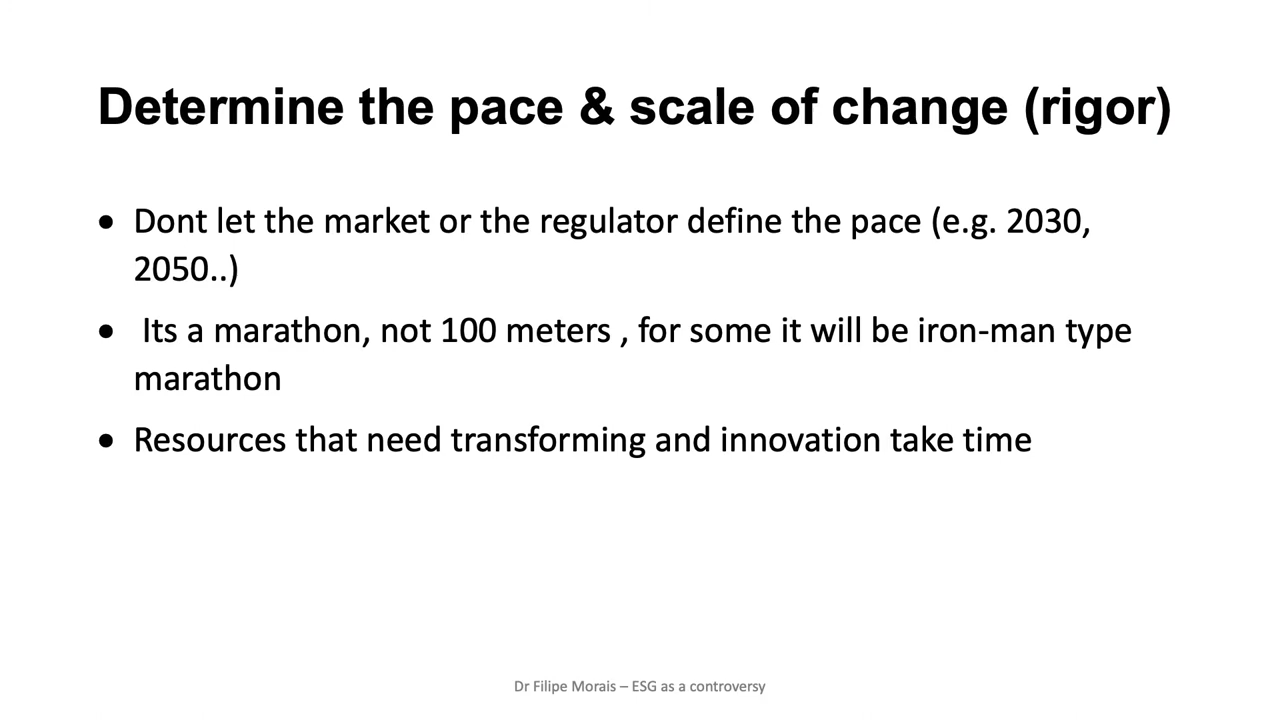 Determine the pace & scale of change (rigor)
• Dont let the market or the regulator define the pace (e.g. 2030,
2050..)
• Its a marathon, not 100 meters , for some it will be iron-man type
marathon
• Resources that need transforming and innovation take time
Dr Filipe Morais – ESG as a controversy